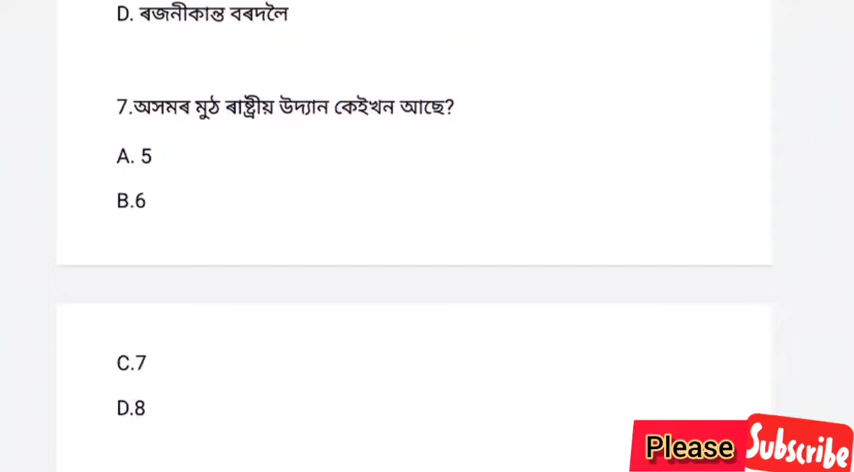 D. ৰজনীকান্ত বৰদলৈ
7.অসমৰ মুঠ ৰাষ্ট্ৰীয় উদ্যান কেইখন আছে?
A. 5
B.6
C.7
D.8
Please Subscribe